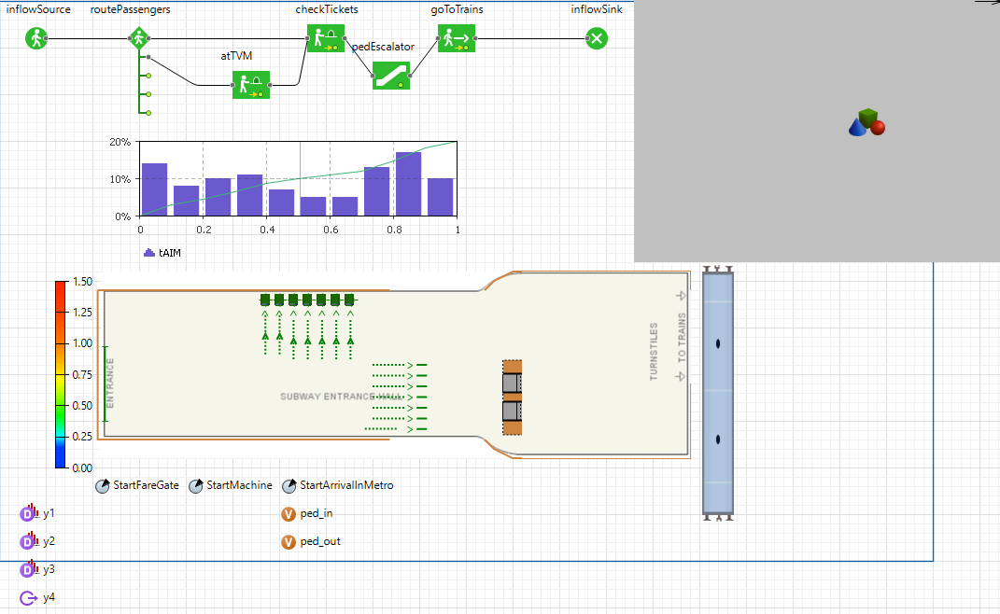 inflowSource routePassengers checkTickets goToTrains inflowSink
pedEscalator
atTVM
20%
10%
0%
0 0.2 0.4 0.6 0.8 1
tAIM
1.50
1.25
1.00
0.75
0.50
0.25
0.00
ENTRANCE
SUBWAY ENTRANCE HALL
TURNSTILES
TO TRAINS
StartFareGate StartMachine StartArrivalInMetro
y1 ped_in
y2 ped_out
y3
y4